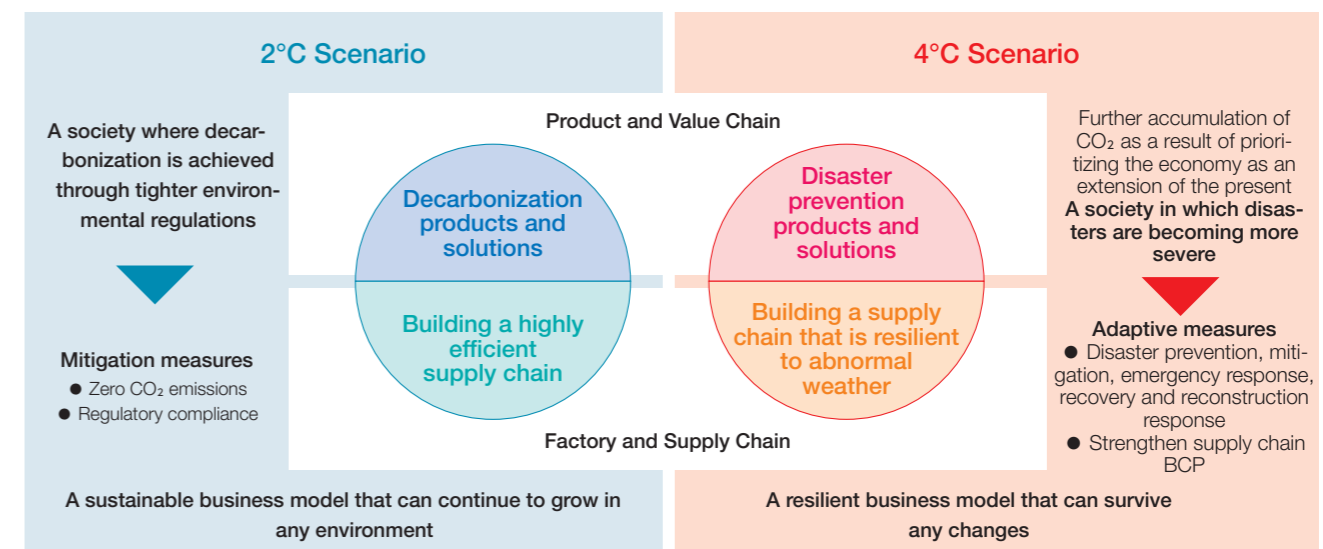 2°C Scenario
A society where decar-
bonization is achieved
through tighter environ-
mental regulations
Mitigation measures
● Zero CO₂ emissions
● Regulatory compliance
Product and Value Chain
Decarbonization
products and
solutions
Building a highly
efficient
supply chain
4°C Scenario
Disaster
prevention
products and
solutions
Building a supply
chain that is resilient
to abnormal
weather
Factory and Supply Chain
Further accumulation of
CO₂ as a result of priori-
tizing the economy as an
extension of the present
A society in which disas-
ters are becoming more
severe
Adaptive measures
● Disaster prevention, miti-
gation, emergency response,
recovery and reconstruction
response
● Strengthen supply chain
BCP
A sustainable business model that can continue to grow in
any environment
A resilient business model that can survive
any changes